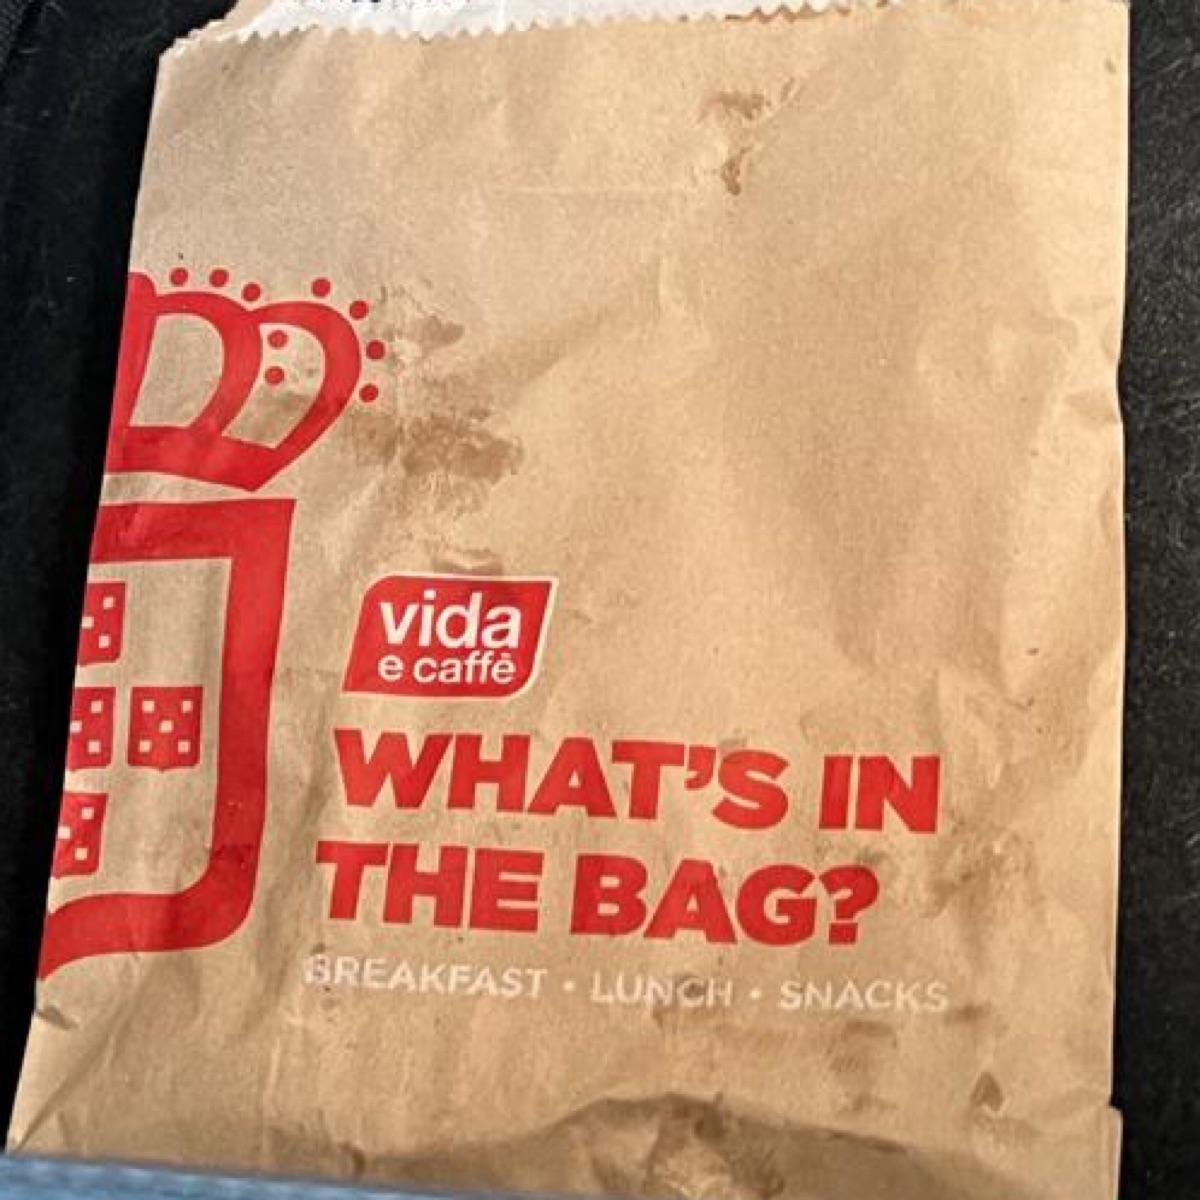 vida
e caffè
WHAT'S IN
THE BAG?
BREAKFAST • LUNCH • SNACKS